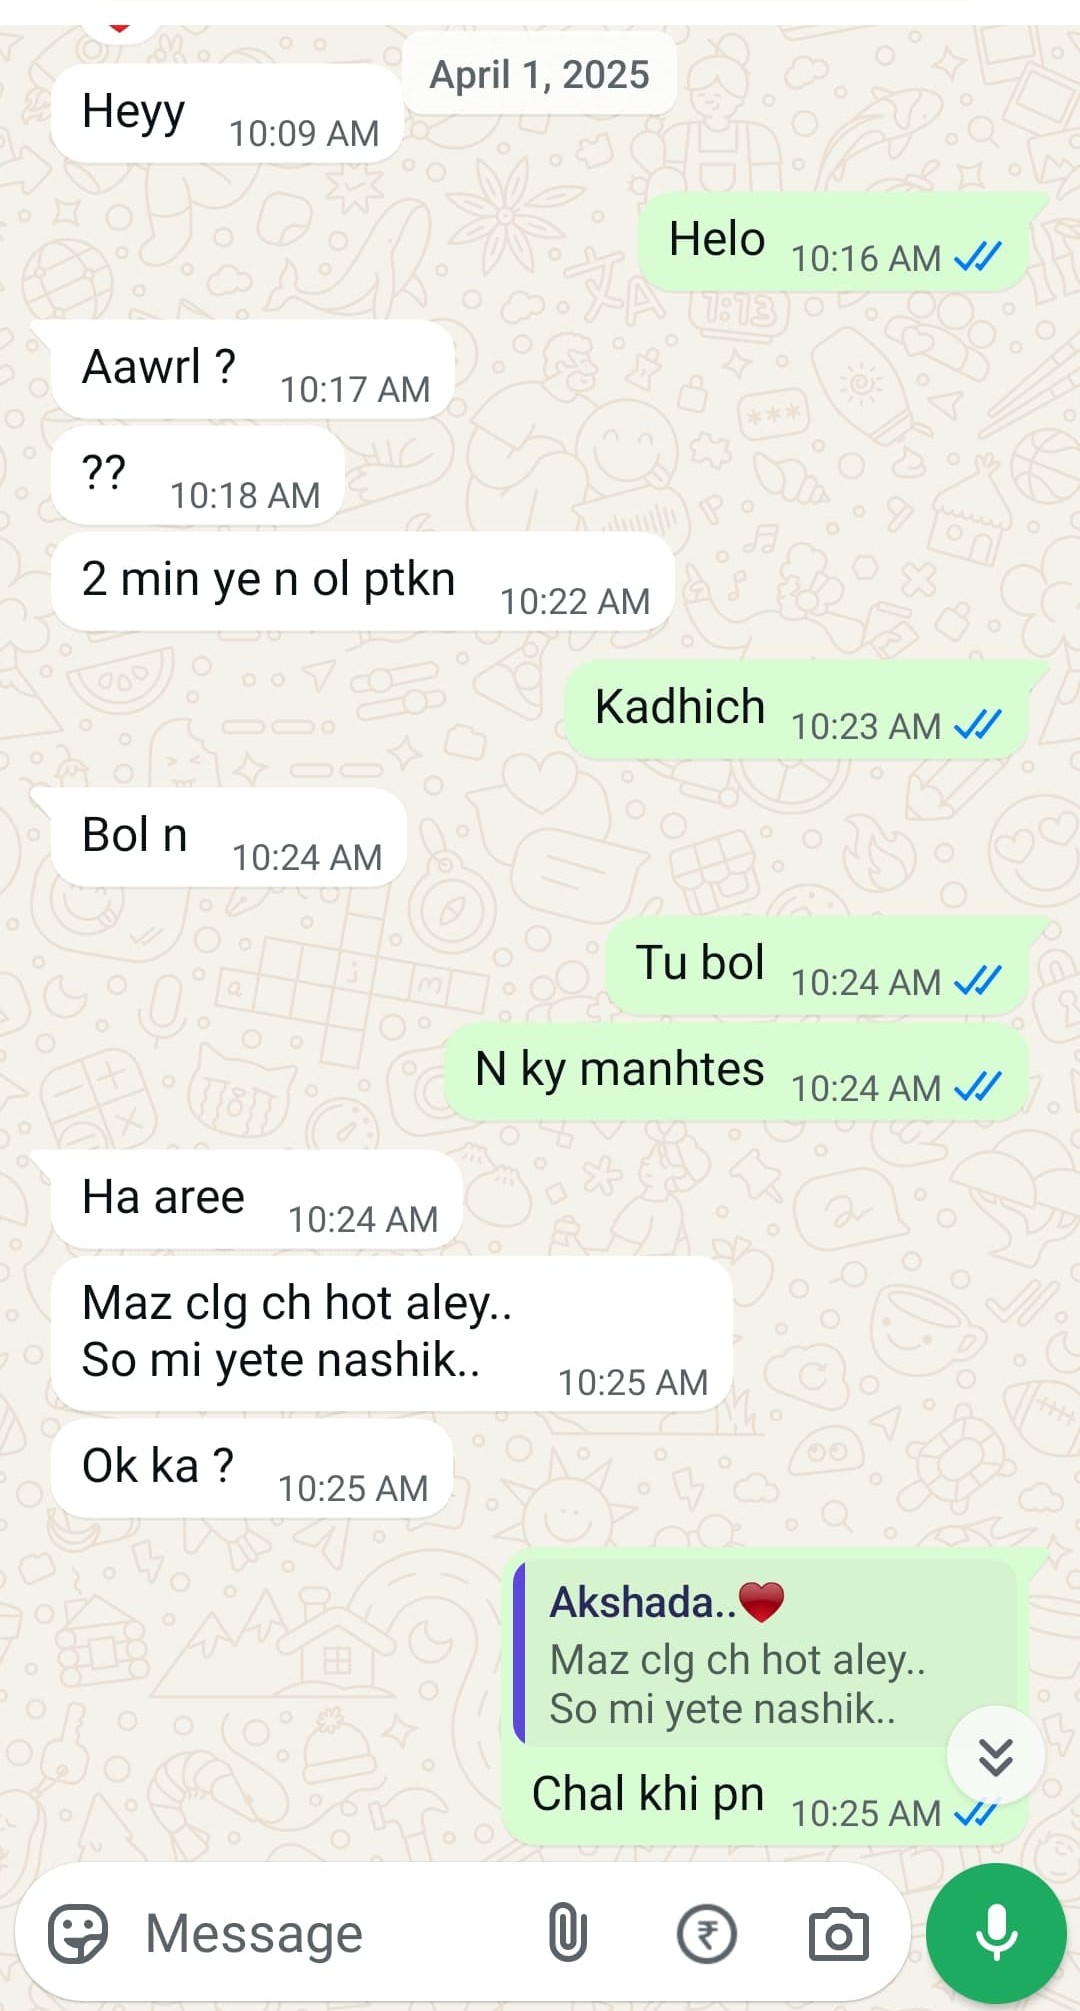 April 1, 2025
Heyy 10:09 AM
Helo 10:16 AM
Aawrl ? 10:17 AM
?? 10:18 AM
2 min ye n ol ptkn 10:22 AM
Kadhich 10:23 AM
Bol n 10:24 AM
Tu bol 10:24 AM
N ky manhtes 10:24 AM
Ha aree 10:24 AM
Maz clg ch hot aley..
So mi yete nashik.. 10:25 AM
Ok ka ? 10:25 AM
Akshada..❤️
Maz clg ch hot aley..
So mi yete nashik..
Chal khi pn 10:25 AM
Message